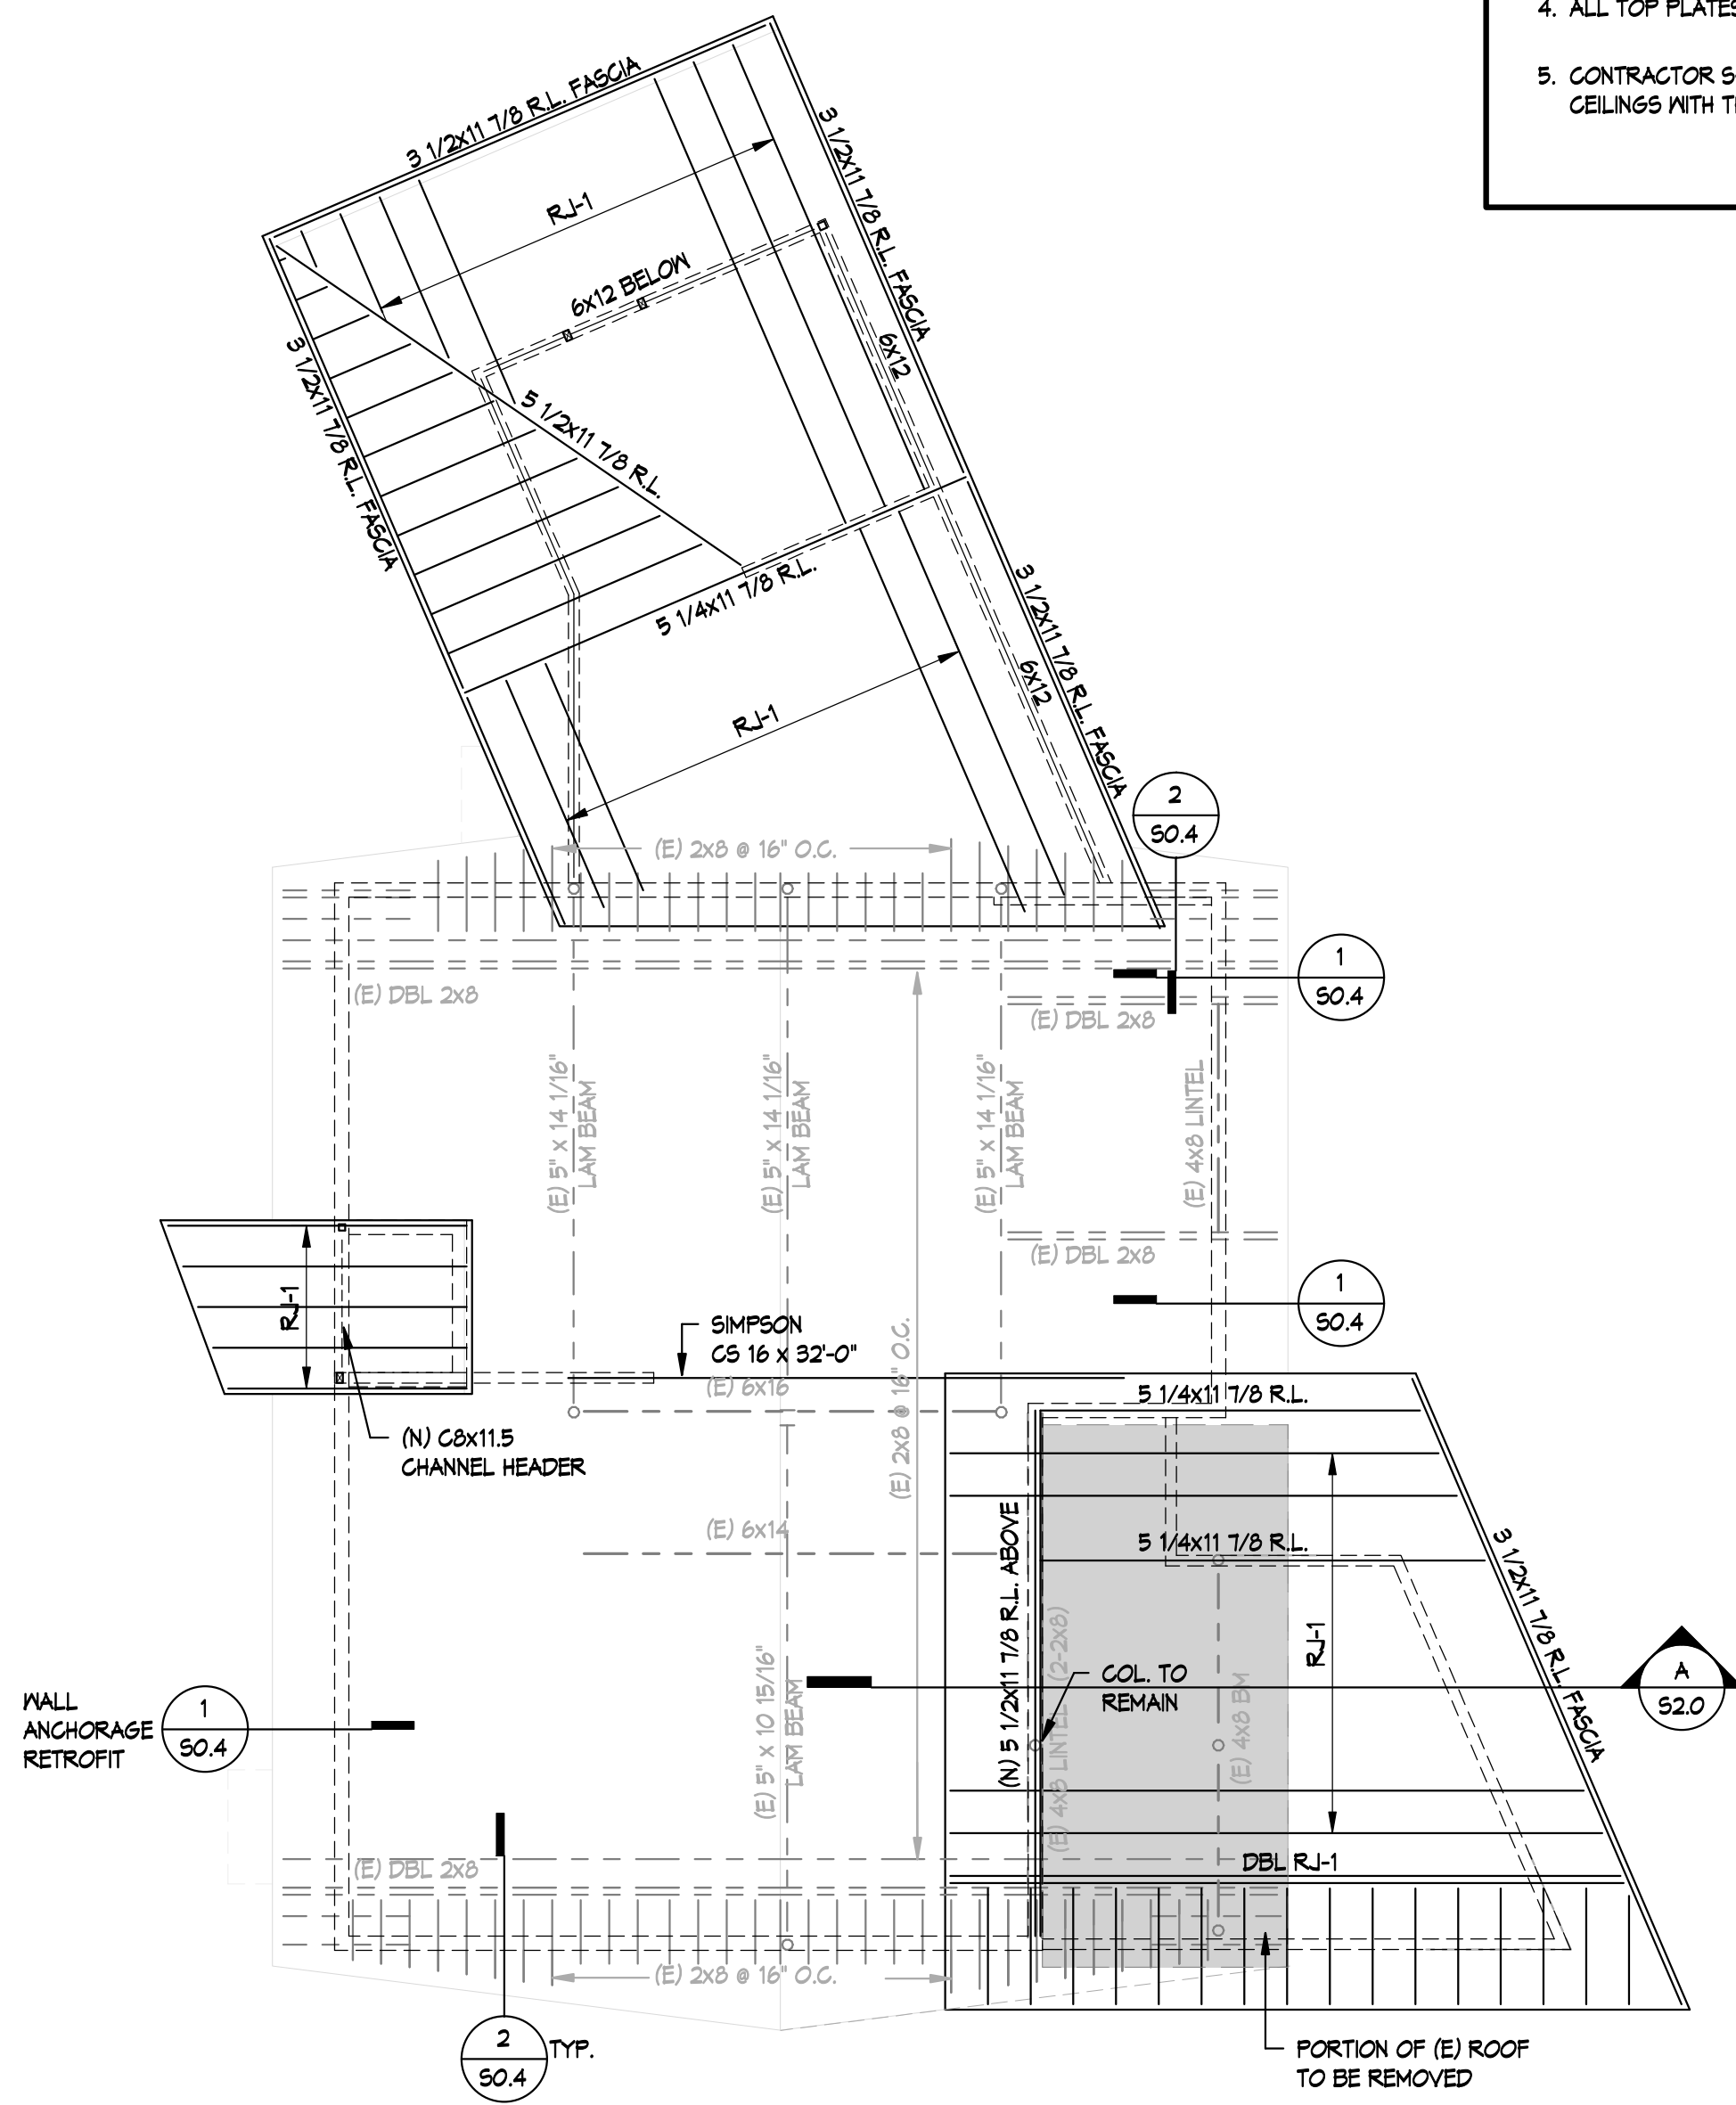 4. ALL TOP PLATES
5. CONTRACTOR S
CEILINGS WITH T
3 1/2x11 7/8 R.L. FASCIA
3 1/2x11 7/8 R.L. FASCIA
RJ-1
6x12 BELOW
6x12
3 1/2x11 7/8 R.L. FASCIA
5 1/2x11 7/8 R.L.
5 1/4x11 7/8 R.L.
3 1/2x11 7/8 R.L. FASCIA
6x12
RJ-1
2
S0.4
(E) 2x8 @ 16" O.C.
1
S0.4
(E) DBL 2x8
(E) DBL 2x8
(E) 5" x 14 1/16"
LAM BEAM
(E) 5" x 14 1/16"
LAM BEAM
(E) 5" x 14 1/16"
LAM BEAM
(E) 4x8 LINTEL
(E) DBL 2x8
RJ-1
1
S0.4
SIMPSON
CS 16 x 32'-0"
(E) 6x16
(E) 2x8 @ 16" O.C.
5 1/4x11 7/8 R.L.
(N) C8x11.5
CHANNEL HEADER
(E) 6x14
5 1/4x11 7/8 R.L.
(N) 5 1/2x11 7/8 R.L. ABOVE
(E) 4x8 LINTEL (2-2x8)
RJ-1
3 1/2x11 7/8 R.L. FASCIA
COL. TO
REMAIN
(E) 4x8 BM
A
S2.0
WALL
ANCHORAGE
RETROFIT
1
S0.4
(E) 5" x 10 15/16"
LAM BEAM
(E) DBL 2x8
DBL RJ-1
(E) 2x8 @ 16" O.C.
2
S0.4
TYP.
PORTION OF (E) ROOF
TO BE REMOVED